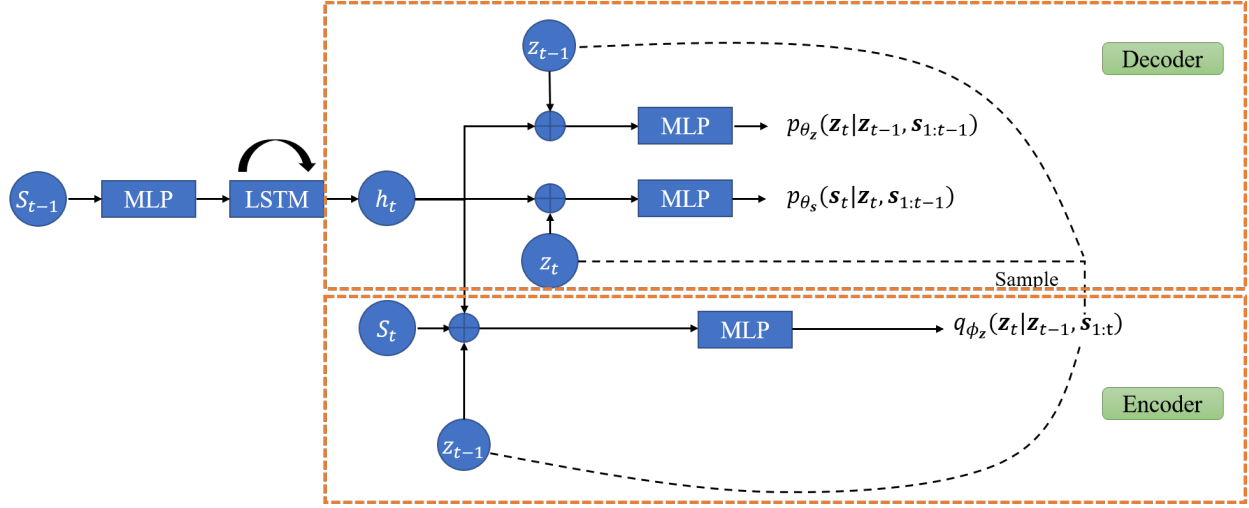 z_{t-1}
Decoder
MLP
p_{θ_z}(z_t|z_{t-1}, s_{1:t-1})
S_{t-1}
MLP
LSTM
h_t
MLP
p_{θ_s}(s_t|z_t, s_{1:t-1})
z_t
Sample
S_t
MLP
q_{ϕ_z}(z_t|z_{t-1}, s_{1:t})
Encoder
z_{t-1}